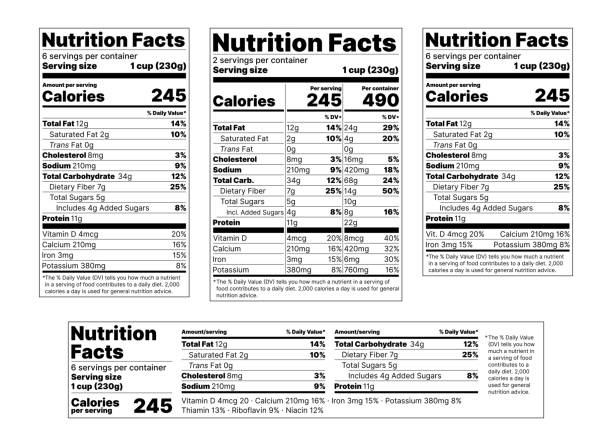 Nutrition Facts
6 servings per container
Serving size 1 cup (230g)
Amount per serving
Calories 245
% Daily Value*
Total Fat 12g 14%
Saturated Fat 2g 10%
Trans Fat 0g
Cholesterol 8mg 3%
Sodium 210mg 9%
Total Carbohydrate 34g 12%
Dietary Fiber 7g 25%
Total Sugars 5g
Includes 4g Added Sugars 8%
Protein 11g
Vitamin D 4mcg 20%
Calcium 210mg 16%
Iron 3mg 15%
Potassium 380mg 8%
*The % Daily Value (DV) tells you how much a nutrient
in a serving of food contributes to a daily diet. 2,000
calories a day is used for general nutrition advice.
Nutrition Facts
2 servings per container
Serving size 1 cup (230g)
Per serving Per container
Calories 245 490
% DV* % DV*
Total Fat 12g 14% 24g 29%
Saturated Fat 2g 10% 4g 20%
Trans Fat 0g 0g
Cholesterol 8mg 3% 16mg 5%
Sodium 210mg 9% 420mg 18%
Total Carb. 34g 12% 68g 24%
Dietary Fiber 7g 25% 14g 50%
Total Sugars 5g 10g
Incl. Added Sugars 4g 8% 8g 16%
Protein 11g 22g
Vitamin D 4mcg 20% 8mcg 40%
Calcium 210mg 16% 420mg 32%
Iron 3mg 15% 6mg 30%
Potassium 380mg 8% 760mg 16%
*The % Daily Value (DV) tells you how much a nutrient in a serving of
food contributes to a daily diet. 2,000 calories a day is used for general
nutrition advice.
Nutrition Facts
6 servings per container
Serving size 1 cup (230g)
Amount per serving
Calories 245
% Daily Value*
Total Fat 12g 14%
Saturated Fat 2g 10%
Trans Fat 0g
Cholesterol 8mg 3%
Sodium 210mg 9%
Total Carbohydrate 34g 12%
Dietary Fiber 7g 25%
Total Sugars 5g
Includes 4g Added Sugars 8%
Protein 11g
Vit. D 4mcg 20% Calcium 210mg 16%
Iron 3mg 15% Potassium 380mg 8%
*The % Daily Value (DV) tells you how much a nutrient
in a serving of food contributes to a daily diet. 2,000
calories a day is used for general nutrition advice.
Nutrition
Facts
6 servings per container
Serving size
1 cup (230g)
Calories 245
per serving
Amount/serving % Daily Value*
Total Fat 12g 14%
Saturated Fat 2g 10%
Trans Fat 0g
Cholesterol 8mg 3%
Sodium 210mg 9%
Amount/serving % Daily Value*
Total Carbohydrate 34g 12%
Dietary Fiber 7g 25%
Total Sugars 5g
Includes 4g Added Sugars 8%
Protein 11g
Vitamin D 4mcg 20 · Calcium 210mg 16% · Iron 3mg 15% · Potassium 380mg 8%
Thiamin 13% · Riboflavin 9% · Niacin 12%
*The % Daily Value
(DV) tells you how
much a nutrient in
a serving of food
contributes to a
daily diet. 2,000
calories a day is
used for general
nutrition advice.